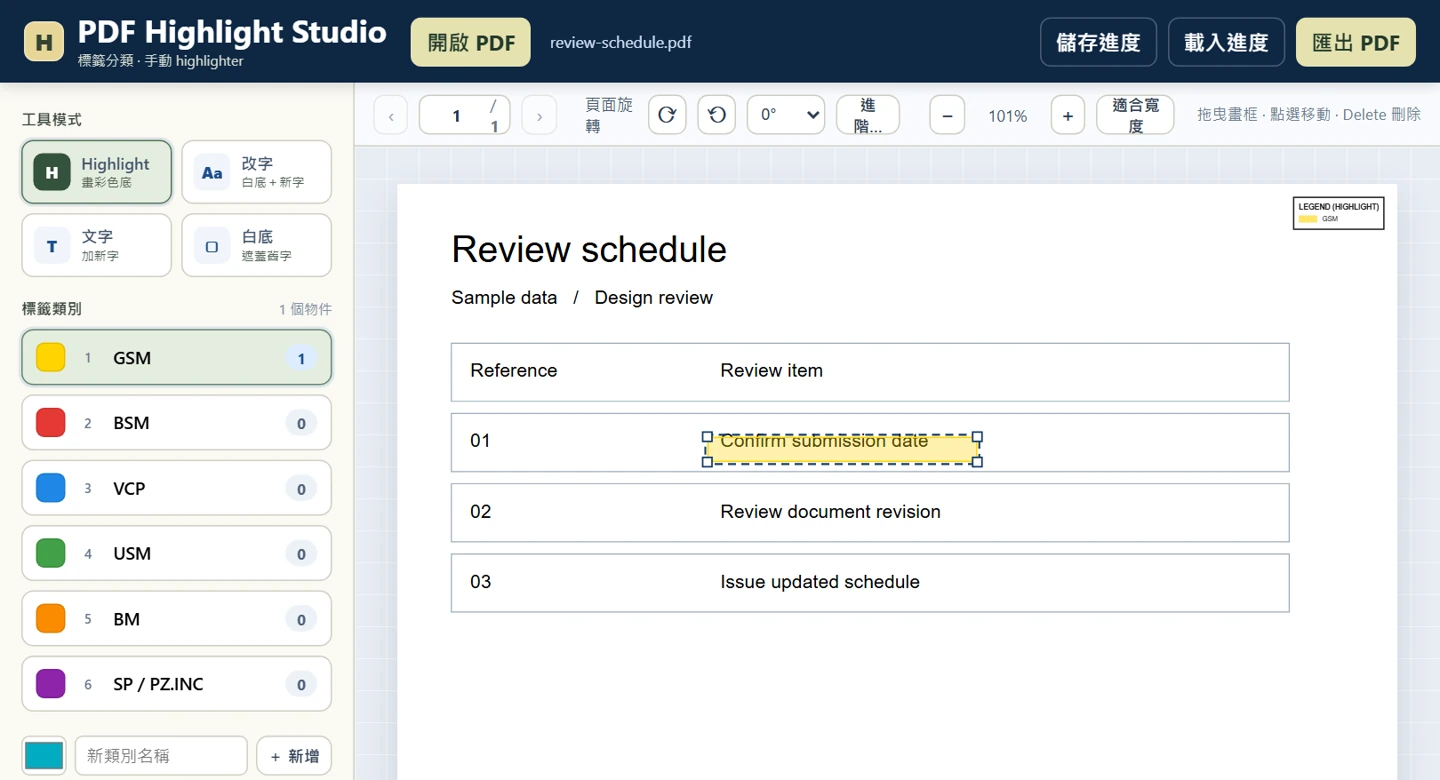 H
PDF Highlight Studio
標籤分類 · 手動 highlighter
開啟 PDF
review-schedule.pdf
儲存進度
載入進度
匯出 PDF
工具模式
H
Highlight
畫彩色底
Aa
改字
白底 + 新字
T
文字
加新字
白底
遮蓋舊字
標籤類別
1 個物件
1 GSM 1
2 BSM 0
3 VCP 0
4 USM 0
5 BM 0
6 SP / PZ.INC 0
新類別名稱
+ 新增
‹
1 / 1
›
頁面旋
轉
0°
進
階...
−
101%
+
適合寬
度
拖曳畫框 · 點選移動 · Delete 刪除
LEGEND (HIGHLIGHT)
GSM
Review schedule
Sample data / Design review
Reference Review item
01 Confirm submission date
02 Review document revision
03 Issue updated schedule